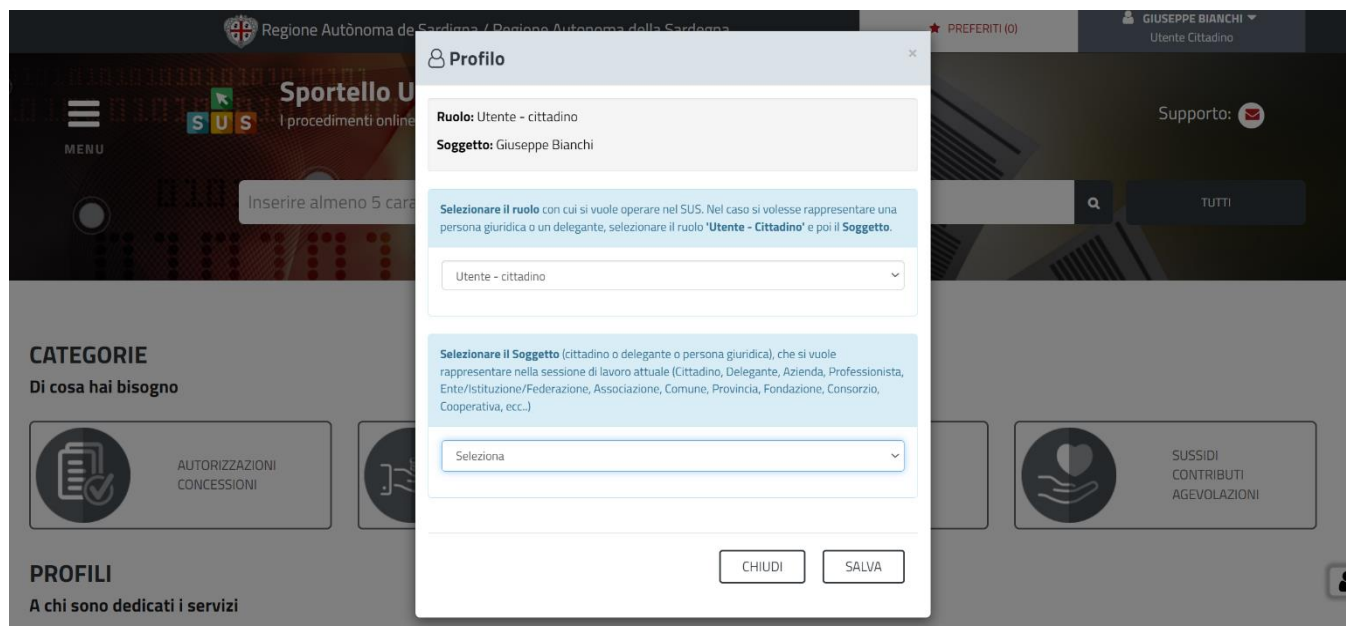 Regione Autònoma de Sardigna / Regione Autonoma della Sardegna
PREFERITI (0)
GIUSEPPE BIANCHI
Utente Cittadino
MENU
SUS
Sportello U
I procedimenti online
Supporto:
Inserire almeno 5 cara
TUTTI
Profilo
×
Ruolo: Utente - cittadino
Soggetto: Giuseppe Bianchi
Selezionare il ruolo con cui si vuole operare nel SUS. Nel caso si volesse rappresentare una
persona giuridica o un delegante, selezionare il ruolo 'Utente - Cittadino' e poi il Soggetto.
Utente - cittadino
Selezionare il Soggetto (cittadino o delegante o persona giuridica), che si vuole
rappresentare nella sessione di lavoro attuale (Cittadino, Delegante, Azienda, Professionista,
Ente/Istituzione/Federazione, Associazione, Comune, Provincia, Fondazione, Consorzio,
Cooperativa, ecc..)
Seleziona
CHIUDI
SALVA
CATEGORIE
Di cosa hai bisogno
AUTORIZZAZIONI
CONCESSIONI
SUSSIDI
CONTRIBUTI
AGEVOLAZIONI
PROFILI
A chi sono dedicati i servizi